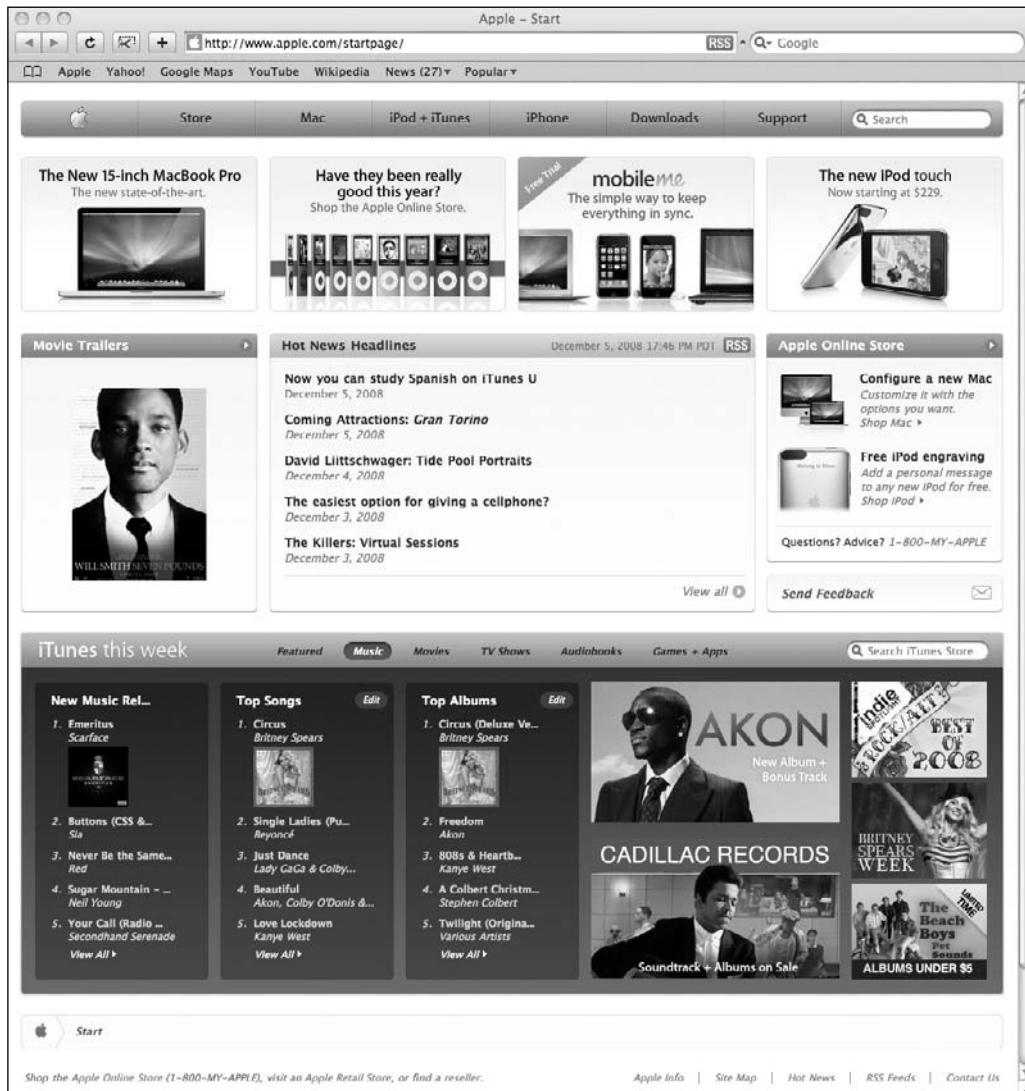 Apple – Start
http://www.apple.com/startpage/
RSS
Google
Apple Yahoo! Google Maps YouTube Wikipedia News (27) Popular
Store Mac iPod + iTunes iPhone Downloads Support Search
The New 15-inch MacBook Pro
The new state-of-the-art.
Have they been really
good this year?
Shop the Apple Online Store.
Free Trial
mobileme
The simple way to keep
everything in sync.
The new iPod touch
Now starting at $229.
Movie Trailers
WILL SMITH SEVEN POUNDS
Hot News Headlines December 5, 2008 17:46 PM PDT RSS
Now you can study Spanish on iTunes U
December 5, 2008
Coming Attractions: Gran Torino
December 5, 2008
David Liittschwager: Tide Pool Portraits
December 4, 2008
The easiest option for giving a cellphone?
December 3, 2008
The Killers: Virtual Sessions
December 3, 2008
View all
Apple Online Store
Configure a new Mac
Customize it with the
options you want.
Shop Mac
Free iPod engraving
Add a personal message
to any new iPod for free.
Shop iPod
Questions? Advice? 1-800-MY-APPLE
Send Feedback
iTunes this week
Featured Music Movies TV Shows Audiobooks Games + Apps
Search iTunes Store
New Music Rel...
1. Emeritus
Scarface
SCARFACE
2. Buttons (CSS &...
Sia
3. Never Be the Same...
Red
4. Sugar Mountain – ...
Neil Young
5. Your Call (Radio ...
Secondhand Serenade
View All
Top Songs Edit
1. Circus
Britney Spears
2. Single Ladies (Pu...
Beyoncé
3. Just Dance
Lady GaGa & Colby...
4. Beautiful
Akon, Colby O'Donis &...
5. Love Lockdown
Kanye West
View All
Top Albums Edit
1. Circus (Deluxe Ve...
Britney Spears
2. Freedom
Akon
3. 808s & Heartb...
Kanye West
4. A Colbert Christm...
Stephen Colbert
5. Twilight (Origina...
Various Artists
View All
AKON
New Album +
Bonus Track
CADILLAC RECORDS
Soundtrack + Albums on Sale
indie
SPOTLIGHT
ROCK/ALT
BEST
OF
2008
BRITNEY
SPEARS
WEEK
LIMITED
TIME
The
Beach
Boys
Pet
Sounds
ALBUMS UNDER $5
Start
Shop the Apple Online Store (1-800-MY-APPLE), visit an Apple Retail Store, or find a reseller.
Apple Info | Site Map | Hot News | RSS Feeds | Contact Us